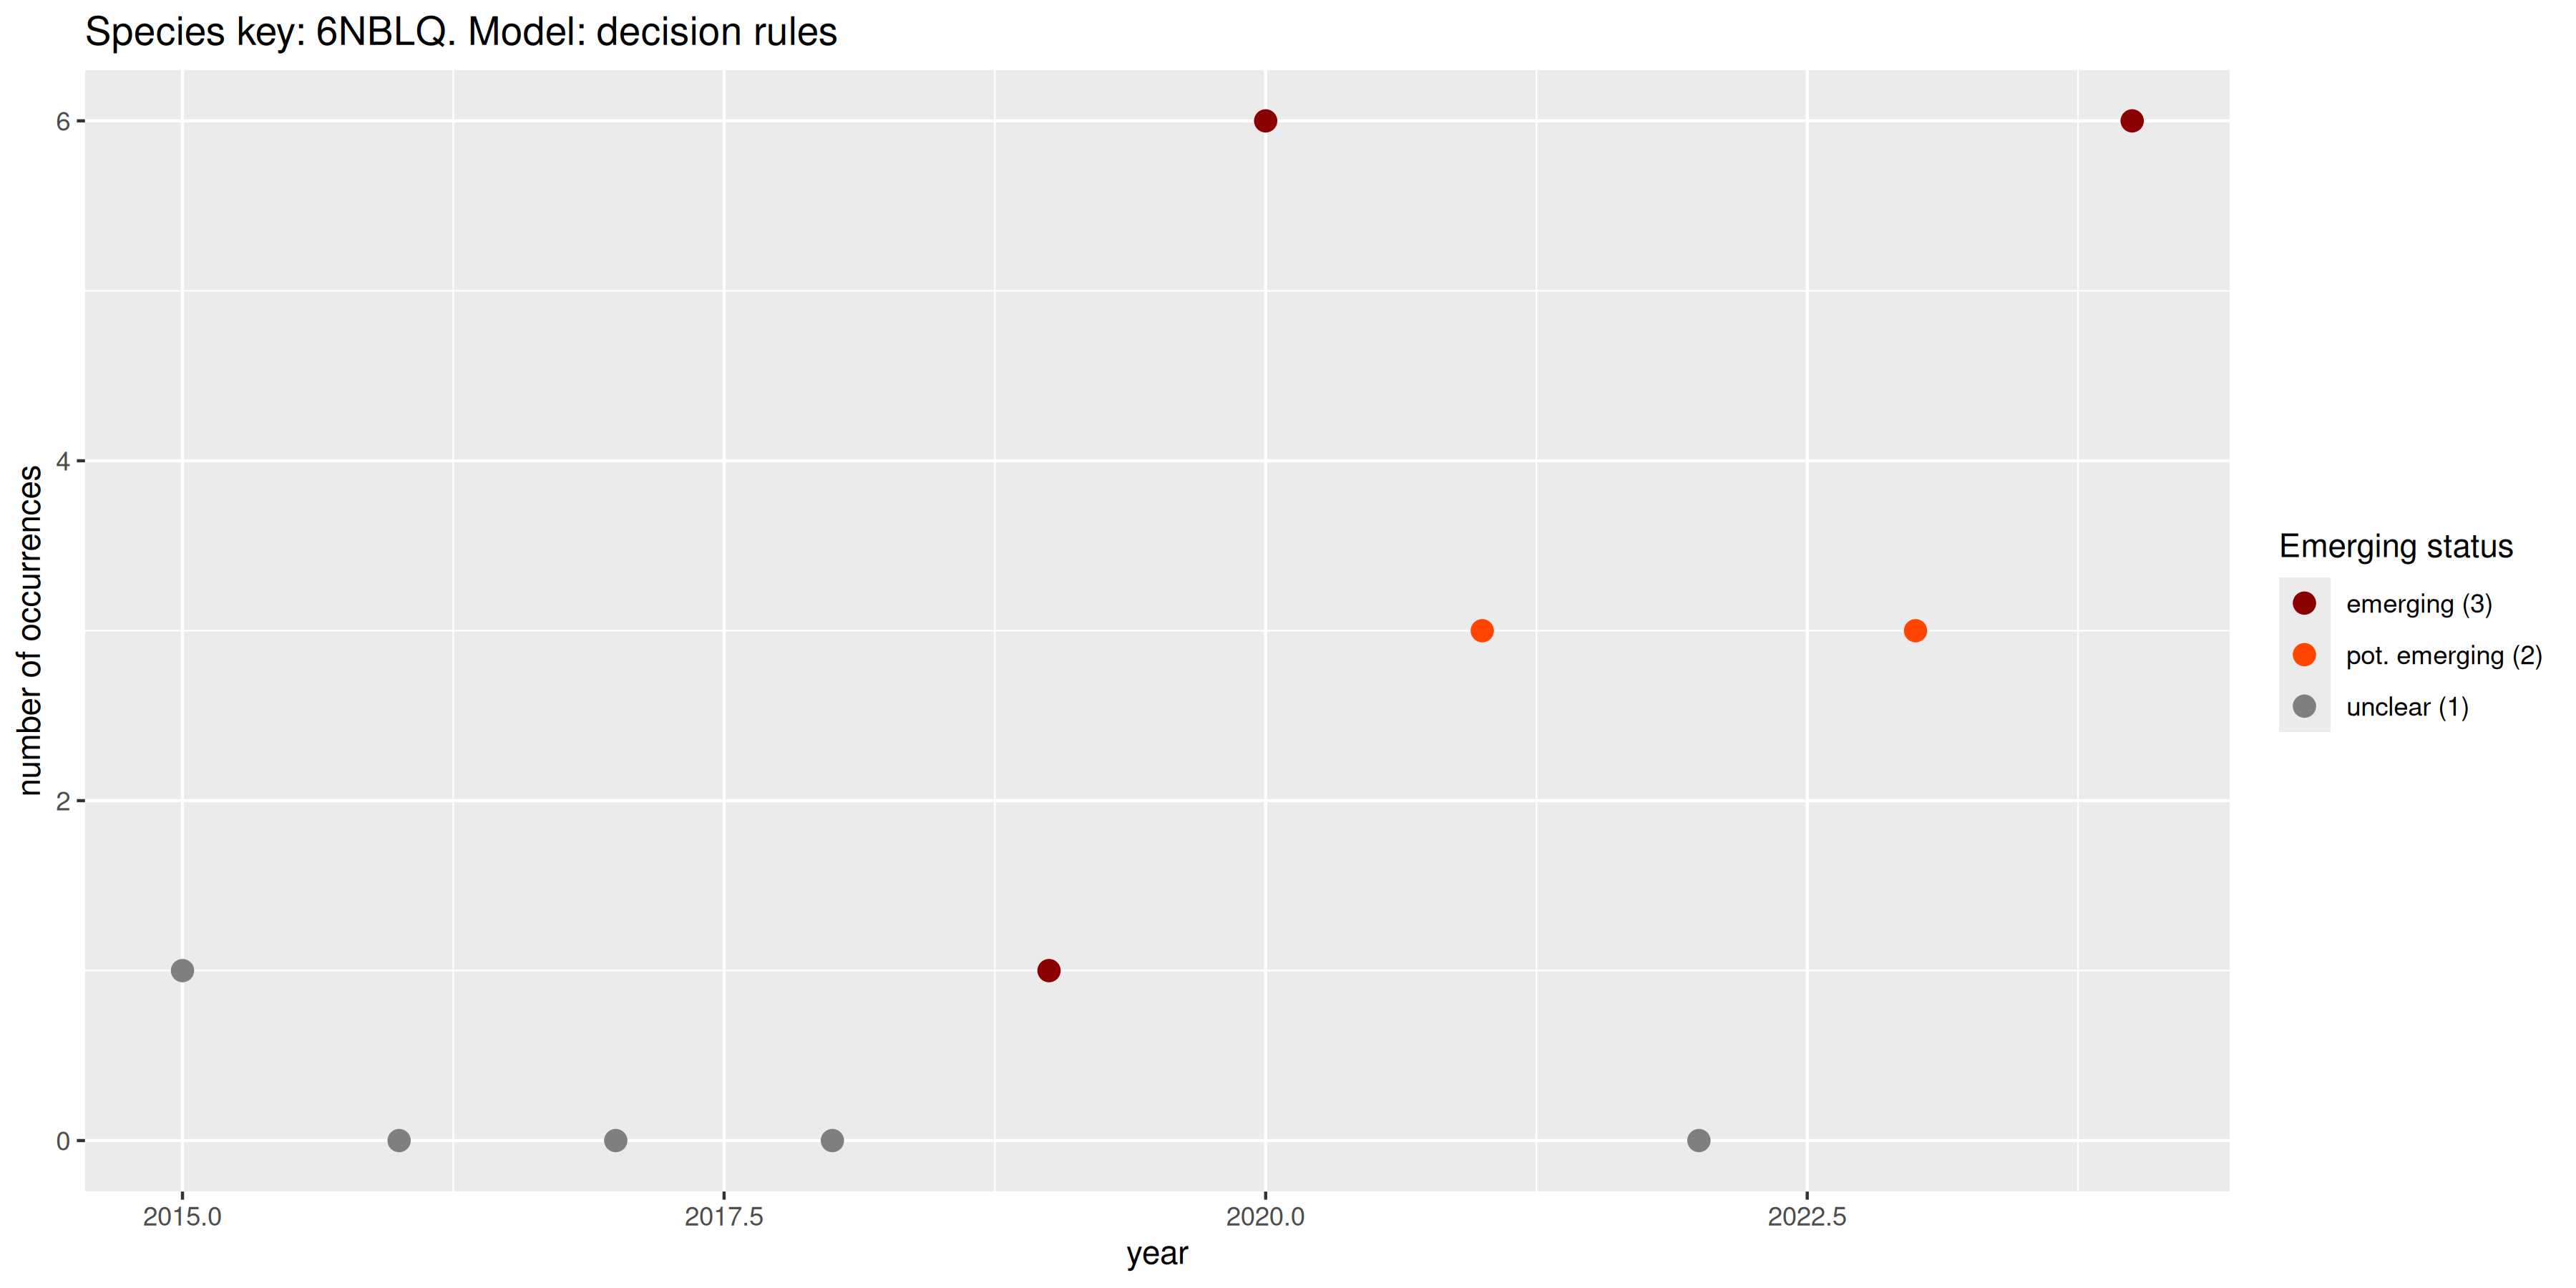 Species key: 6NBLQ. Model: decision rules
number of occurrences
6
4
2
0
2015.0
2017.5
2020.0
2022.5
year
Emerging status
emerging (3)
pot. emerging (2)
unclear (1)